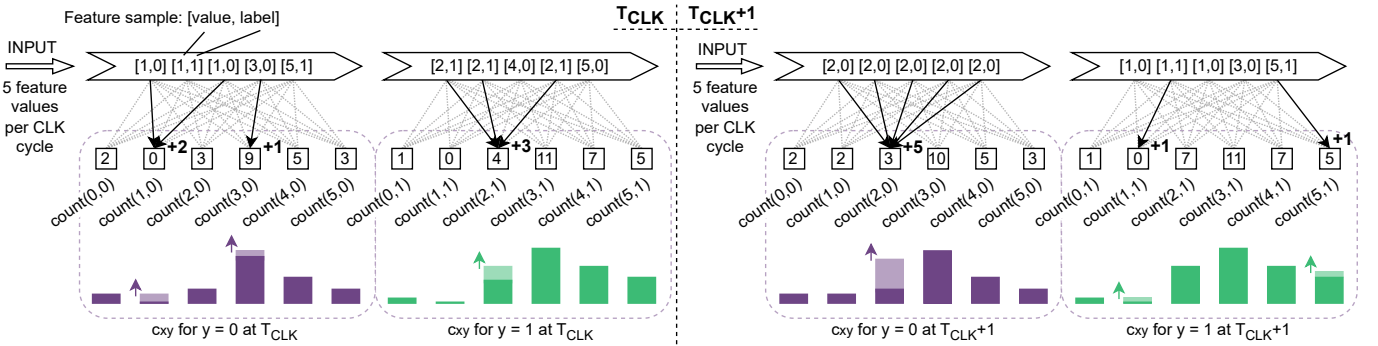 Feature sample: [value, label]
T_CLK T_CLK+1
INPUT
[1,0] [1,1] [1,0] [3,0] [5,1]
[2,1] [2,1] [4,0] [2,1] [5,0]
INPUT
[2,0] [2,0] [2,0] [2,0] [2,0]
[1,0] [1,1] [1,0] [3,0] [5,1]
5 feature
values
per CLK
cycle
5 feature
values
per CLK
cycle
+2 +1
2 0 3 9 5 3
+3
1 0 4 11 7 5
+5
2 2 3 10 5 3
+1 +1
1 0 7 11 7 5
count(0,0) count(1,0) count(2,0) count(3,0) count(4,0) count(5,0)
count(0,1) count(1,1) count(2,1) count(3,1) count(4,1) count(5,1)
count(0,0) count(1,0) count(2,0) count(3,0) count(4,0) count(5,0)
count(0,1) count(1,1) count(2,1) count(3,1) count(4,1) count(5,1)
cxy for y = 0 at T_CLK
cxy for y = 1 at T_CLK
cxy for y = 0 at T_CLK+1
cxy for y = 1 at T_CLK+1